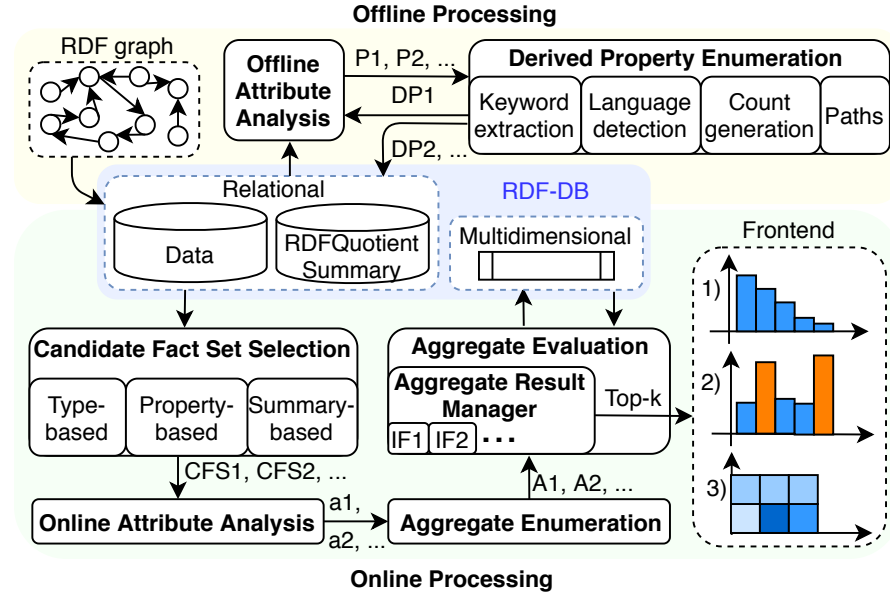 Offline Processing
RDF graph
Offline
Attribute
Analysis
P1, P2, ...
DP1
DP2, ...
Derived Property Enumeration
Keyword
extraction
Language
detection
Count
generation
Paths
Relational
Data
RDFQuotient
Summary
RDF-DB
Multidimensional
Frontend
1)
2)
3)
Candidate Fact Set Selection
Type-
based
Property-
based
Summary-
based
CFS1, CFS2, ...
Online Attribute Analysis
a1,
a2, ...
Aggregate Enumeration
A1, A2, ...
Aggregate Evaluation
Aggregate Result
Manager
IF1
IF2
...
Top-k
Online Processing